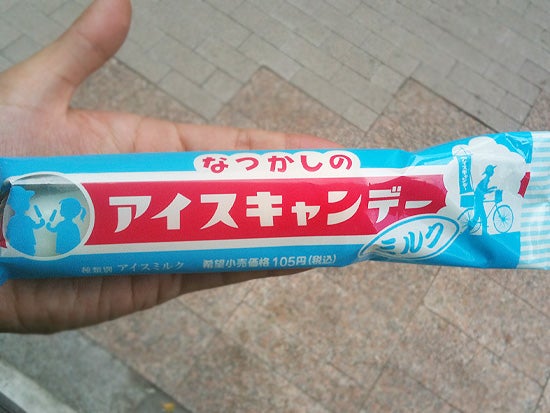 なつかしの
アイスキャンデー
ミルク
種類別 アイスミルク
希望小売価格105円(税込)